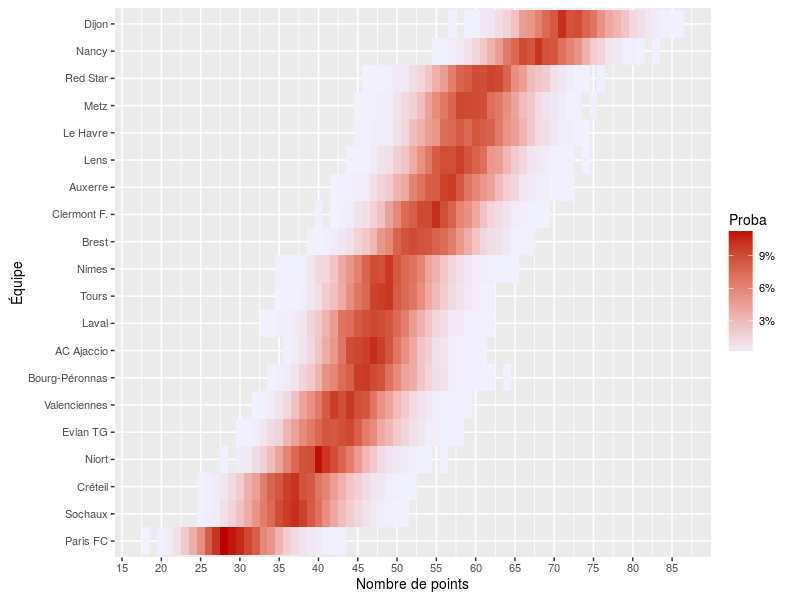 Dijon
Nancy
Red Star
Metz
Le Havre
Lens
Auxerre
Clermont F.
Brest
Nimes
Tours
Laval
AC Ajaccio
Bourg-Péronnas
Valenciennes
Evian TG
Niort
Créteil
Sochaux
Paris FC
Équipe
15 20 25 30 35 40 45 50 55 60 65 70 75 80 85
Nombre de points
Proba
9%
6%
3%